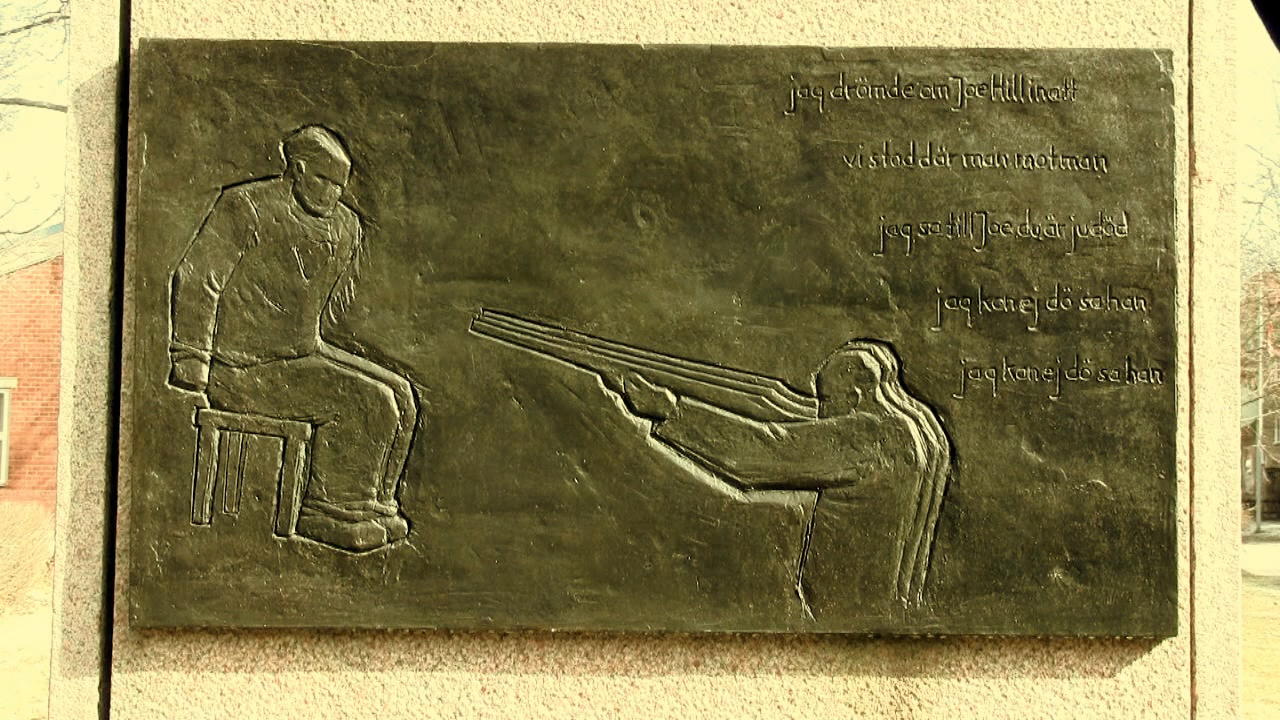 jag drömde om Joe Hill i natt
vi stod där man mot man
jag sa till Joe du är ju död
jag kan ej dö sa han
jag kan ej dö sa han